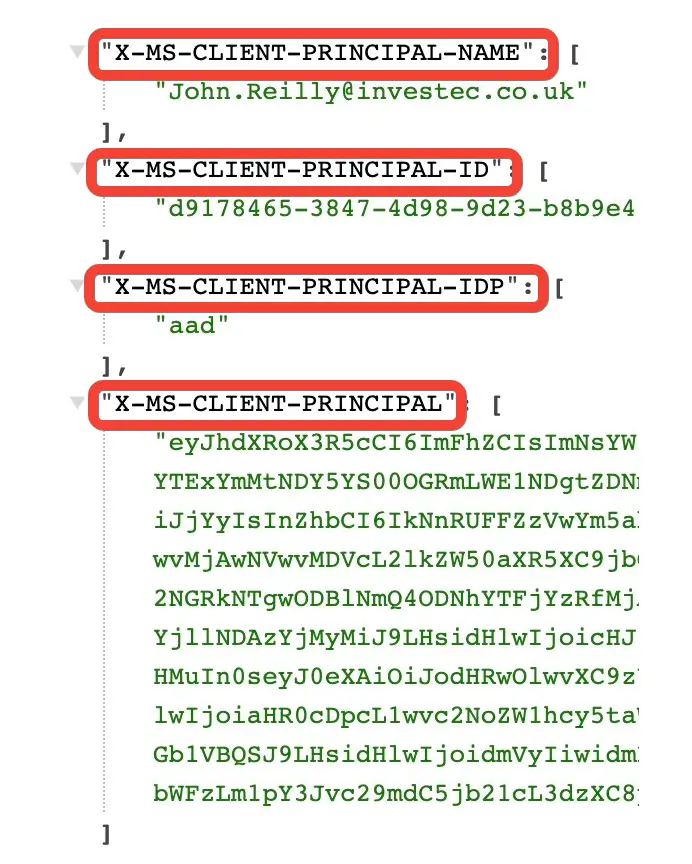 "X-MS-CLIENT-PRINCIPAL-NAME": [
"John.Reilly@investec.co.uk"
],
"X-MS-CLIENT-PRINCIPAL-ID": [
"d9178465-3847-4d98-9d23-b8b9e4
],
"X-MS-CLIENT-PRINCIPAL-IDP": [
"aad"
],
"X-MS-CLIENT-PRINCIPAL": [
"eyJhdXRoX3R5cCI6ImFhZCIsImNsYW
YTExYmMtNDY5YS00OGRmLWE1NDgtZDNm
iJjYyIsInZhbCI6IkNnRUFFZzVwYm5a
wvMjAwNVwvMDVcL2lkZW50aXR5XC9jb
2NGRkNTgwODBlNmQ4ODNhYTFjYzRfMj
YjllNDAzYjMyMiJ9LHsidHlwIjoicHJ
HMuIn0seyJ0eXAiOiJodHRwOlwvXC9z
lwIjoiaHR0cDpcL1wvc2NoZW1hcy5ta
Gb1VBQSJ9LHsidHlwIjoidmVyIiwidm
bWFzLm1pY3Jvc29mdC5jb21cL3dzXC8
]